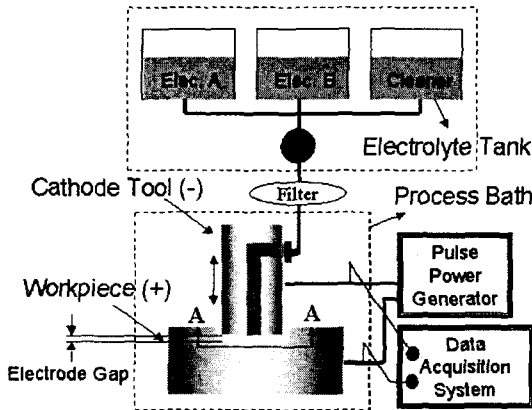 Elec. A
Elec. B
Cleaner
Electrolyte Tank
Filter
Cathode Tool (-)
Process Bath
Pulse
Power
Generator
Workpiece (+)
A
A
Electrode Gap
Data
Acquisition
System